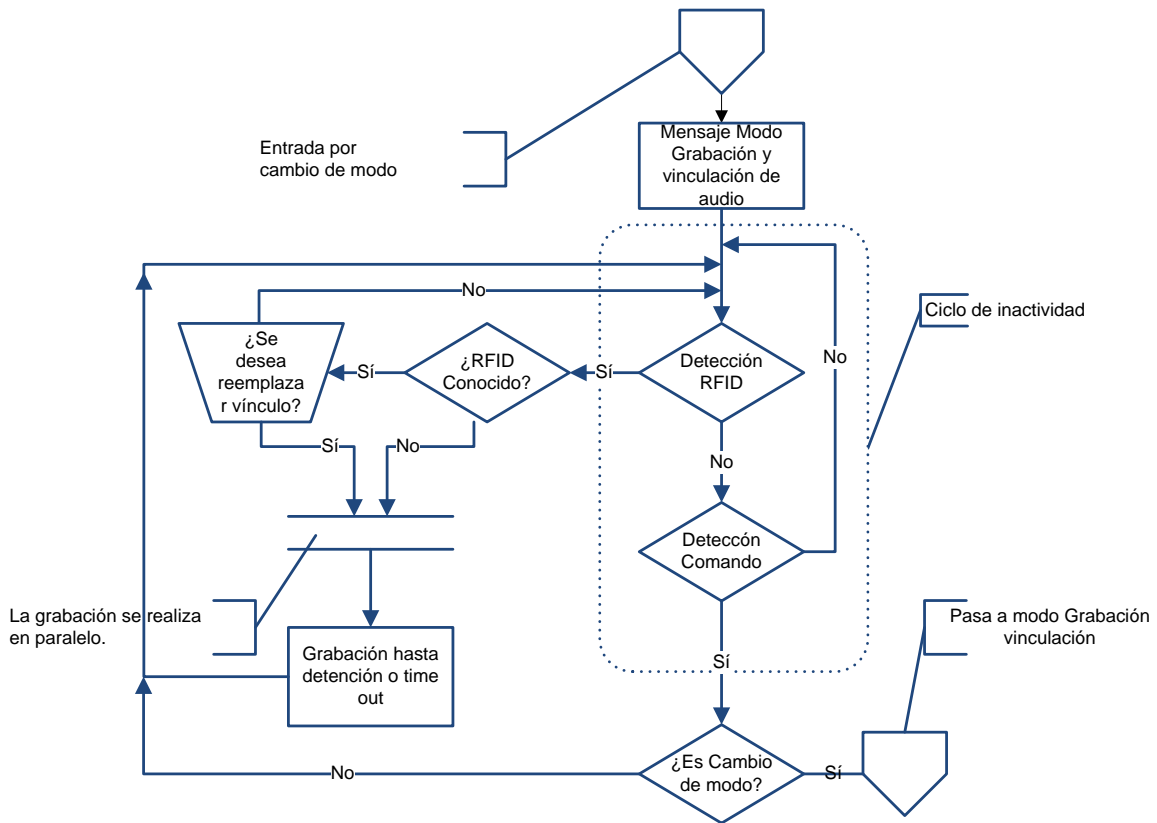 Mensaje Modo
Grabación y
vinculación de
audio
Entrada por
cambio de modo
No
Ciclo de inactividad
¿Se
desea
reemplaza
r vínculo?
Sí
¿RFID
Conocido?
Sí
Detección
RFID
No
Sí
No
No
Deteccón
Comando
La grabación se realiza
en paralelo.
Grabación hasta
detención o time
out
Sí
Pasa a modo Grabación
vinculación
No
¿Es Cambio
de modo?
Sí